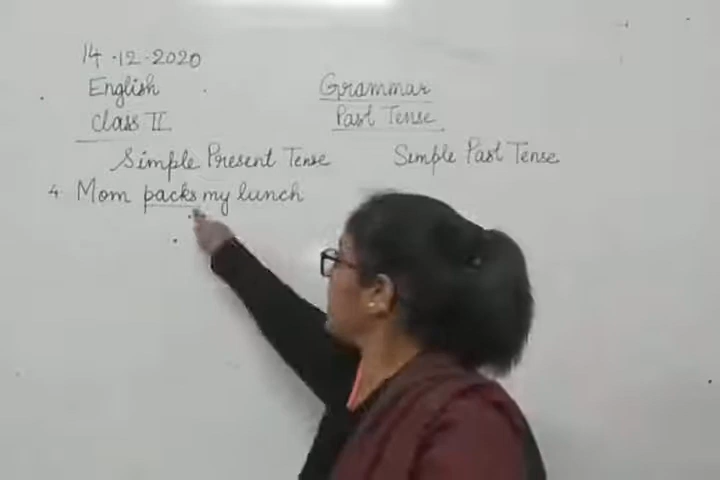 14.12.2020
English
Grammar
Class II
Past Tense
Simple Present Tense
Simple Past Tense
4. Mom packs my lunch